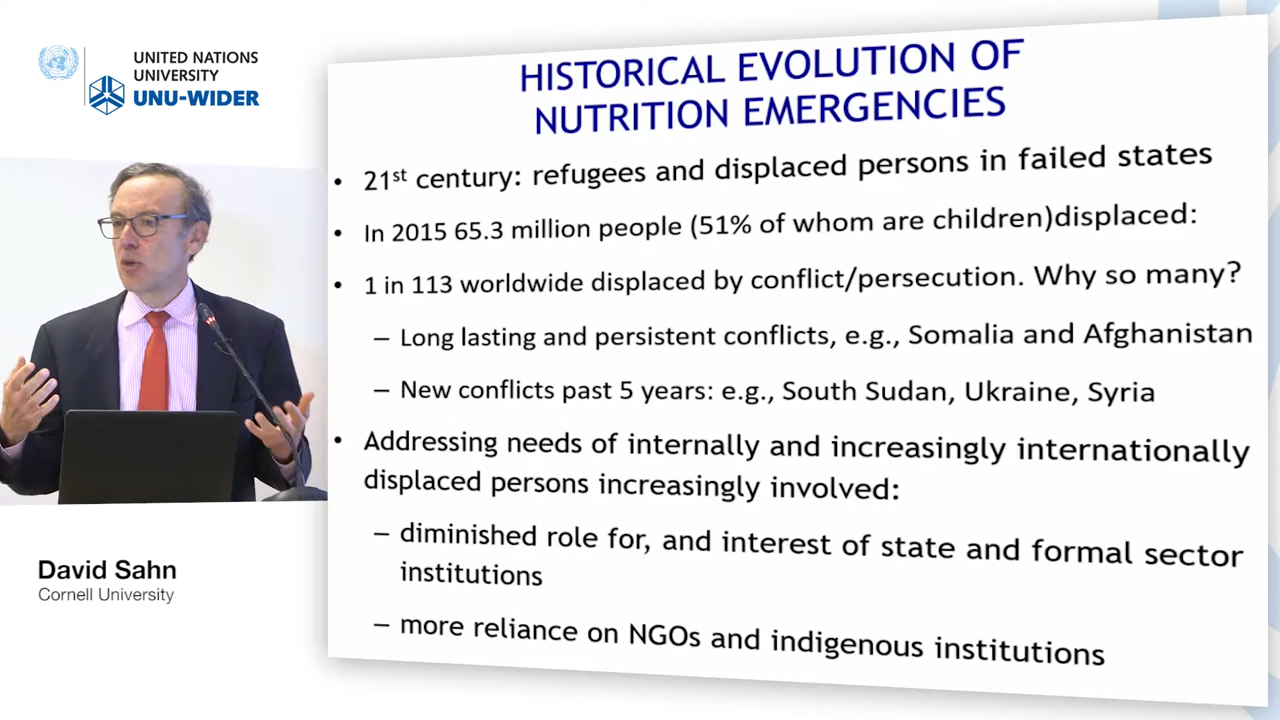 UNITED NATIONS
UNIVERSITY
UNU-WIDER
David Sahn
Cornell University
HISTORICAL EVOLUTION OF
NUTRITION EMERGENCIES
• 21st century: refugees and displaced persons in failed states
• In 2015 65.3 million people (51% of whom are children)displaced:
• 1 in 113 worldwide displaced by conflict/persecution. Why so many?
– Long lasting and persistent conflicts, e.g., Somalia and Afghanistan
– New conflicts past 5 years: e.g., South Sudan, Ukraine, Syria
• Addressing needs of internally and increasingly internationally
displaced persons increasingly involved:
– diminished role for, and interest of state and formal sector
institutions
– more reliance on NGOs and indigenous institutions